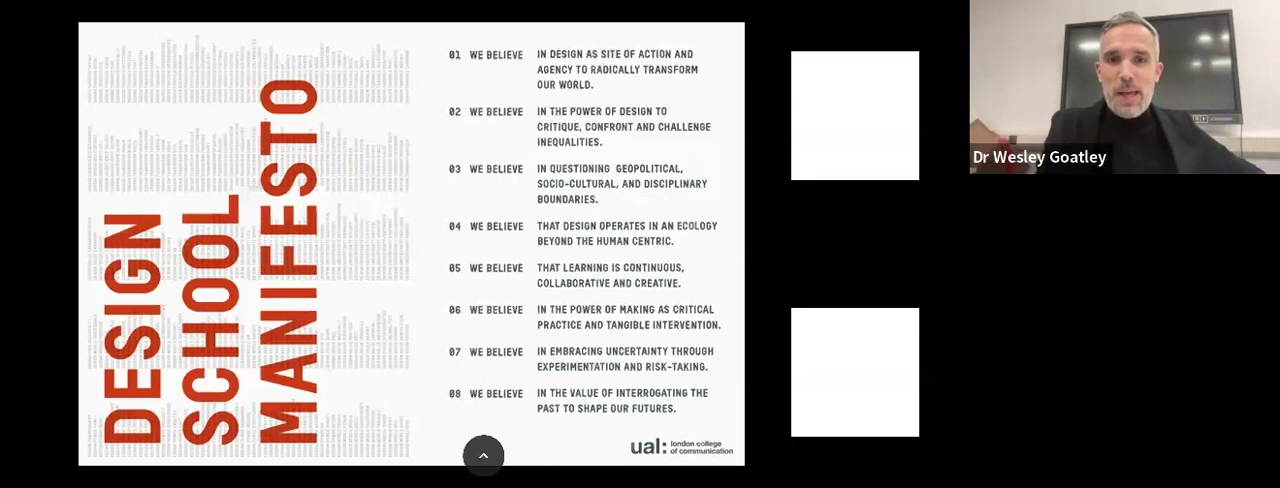 DESIGN
SCHOOL
MANIFESTO
01 WE BELIEVE IN DESIGN AS SITE OF ACTION AND
AGENCY TO RADICALLY TRANSFORM
OUR WORLD.
02 WE BELIEVE IN THE POWER OF DESIGN TO
CRITIQUE, CONFRONT AND CHALLENGE
INEQUALITIES.
03 WE BELIEVE IN QUESTIONING GEOPOLITICAL,
SOCIO-CULTURAL, AND DISCIPLINARY
BOUNDARIES.
04 WE BELIEVE THAT DESIGN OPERATES IN AN ECOLOGY
BEYOND THE HUMAN CENTRIC.
05 WE BELIEVE THAT LEARNING IS CONTINUOUS,
COLLABORATIVE AND CREATIVE.
06 WE BELIEVE IN THE POWER OF MAKING AS CRITICAL
PRACTICE AND TANGIBLE INTERVENTION.
07 WE BELIEVE IN EMBRACING UNCERTAINTY THROUGH
EXPERIMENTATION AND RISK-TAKING.
08 WE BELIEVE IN THE VALUE OF INTERROGATING THE
PAST TO SHAPE OUR FUTURES.
ual: london college
of communication
Dr Wesley Goatley